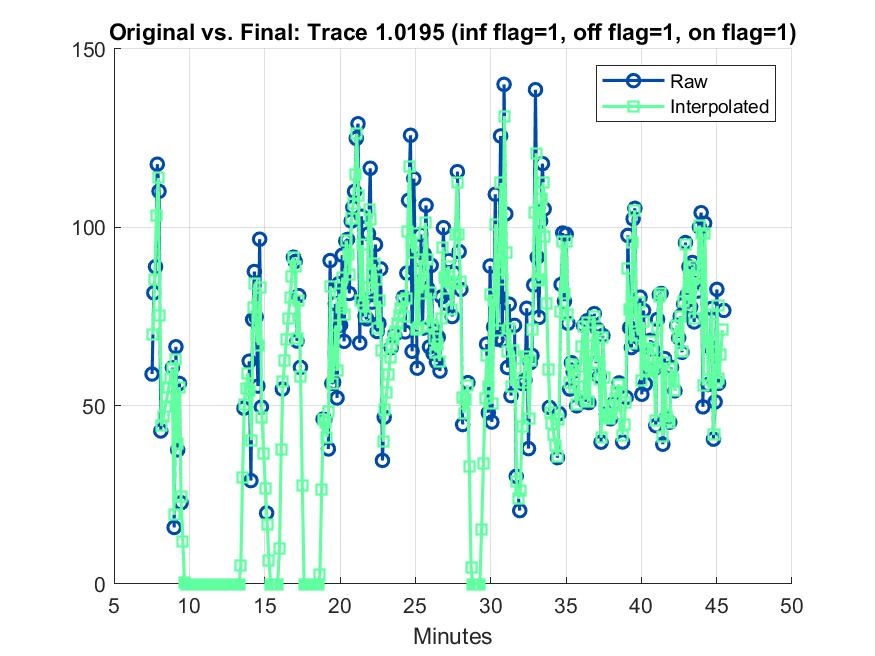 Original vs. Final: Trace 1.0195 (inf flag=1, off flag=1, on flag=1)
150
Raw
Interpolated
100
50
0
5 10 15 20 25 30 35 40 45 50
Minutes